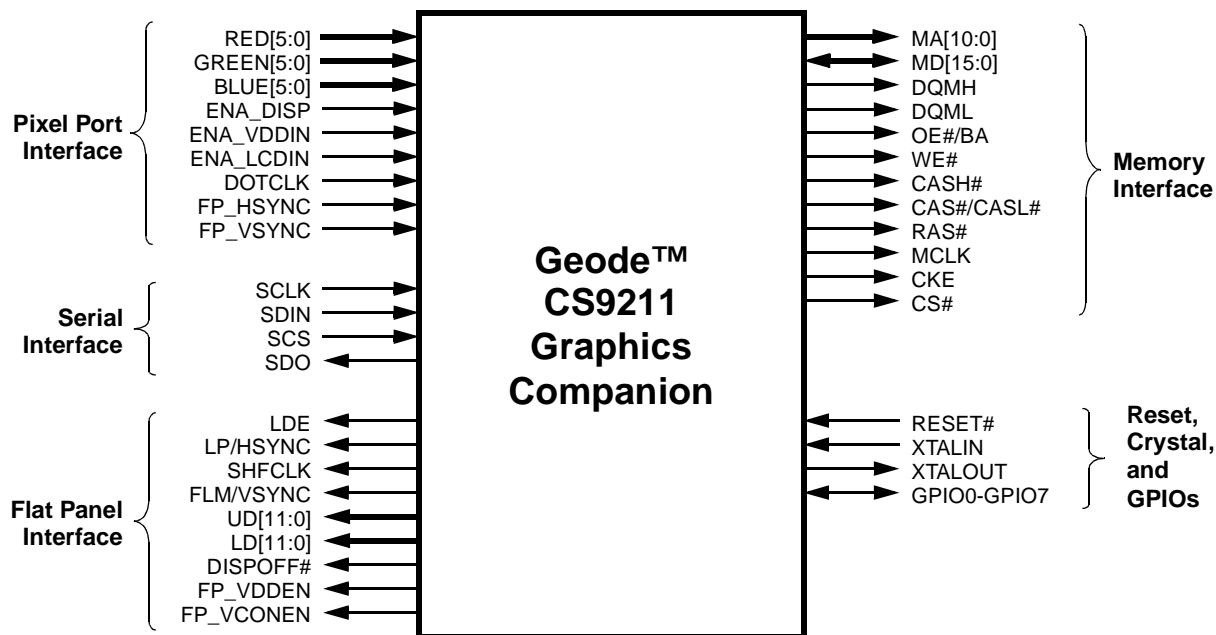 Pixel Port
Interface
RED[5:0]
GREEN[5:0]
BLUE[5:0]
ENA_DISP
ENA_VDDIN
ENA_LCDIN
DOTCLK
FP_HSYNC
FP_VSYNC
Serial
Interface
SCLK
SDIN
SCS
SDO
Flat Panel
Interface
LDE
LP/HSYNC
SHFCLK
FLM/VSYNC
UD[11:0]
LD[11:0]
DISPOFF#
FP_VDDEN
FP_VCONEN
Geode™
CS9211
Graphics
Companion
MA[10:0]
MD[15:0]
DQMH
DQML
OE#/BA
WE#
CASH#
CAS#/CASL#
RAS#
MCLK
CKE
CS#
Memory
Interface
RESET#
XTALIN
XTALOUT
GPIO0-GPIO7
Reset,
Crystal,
and
GPIOs